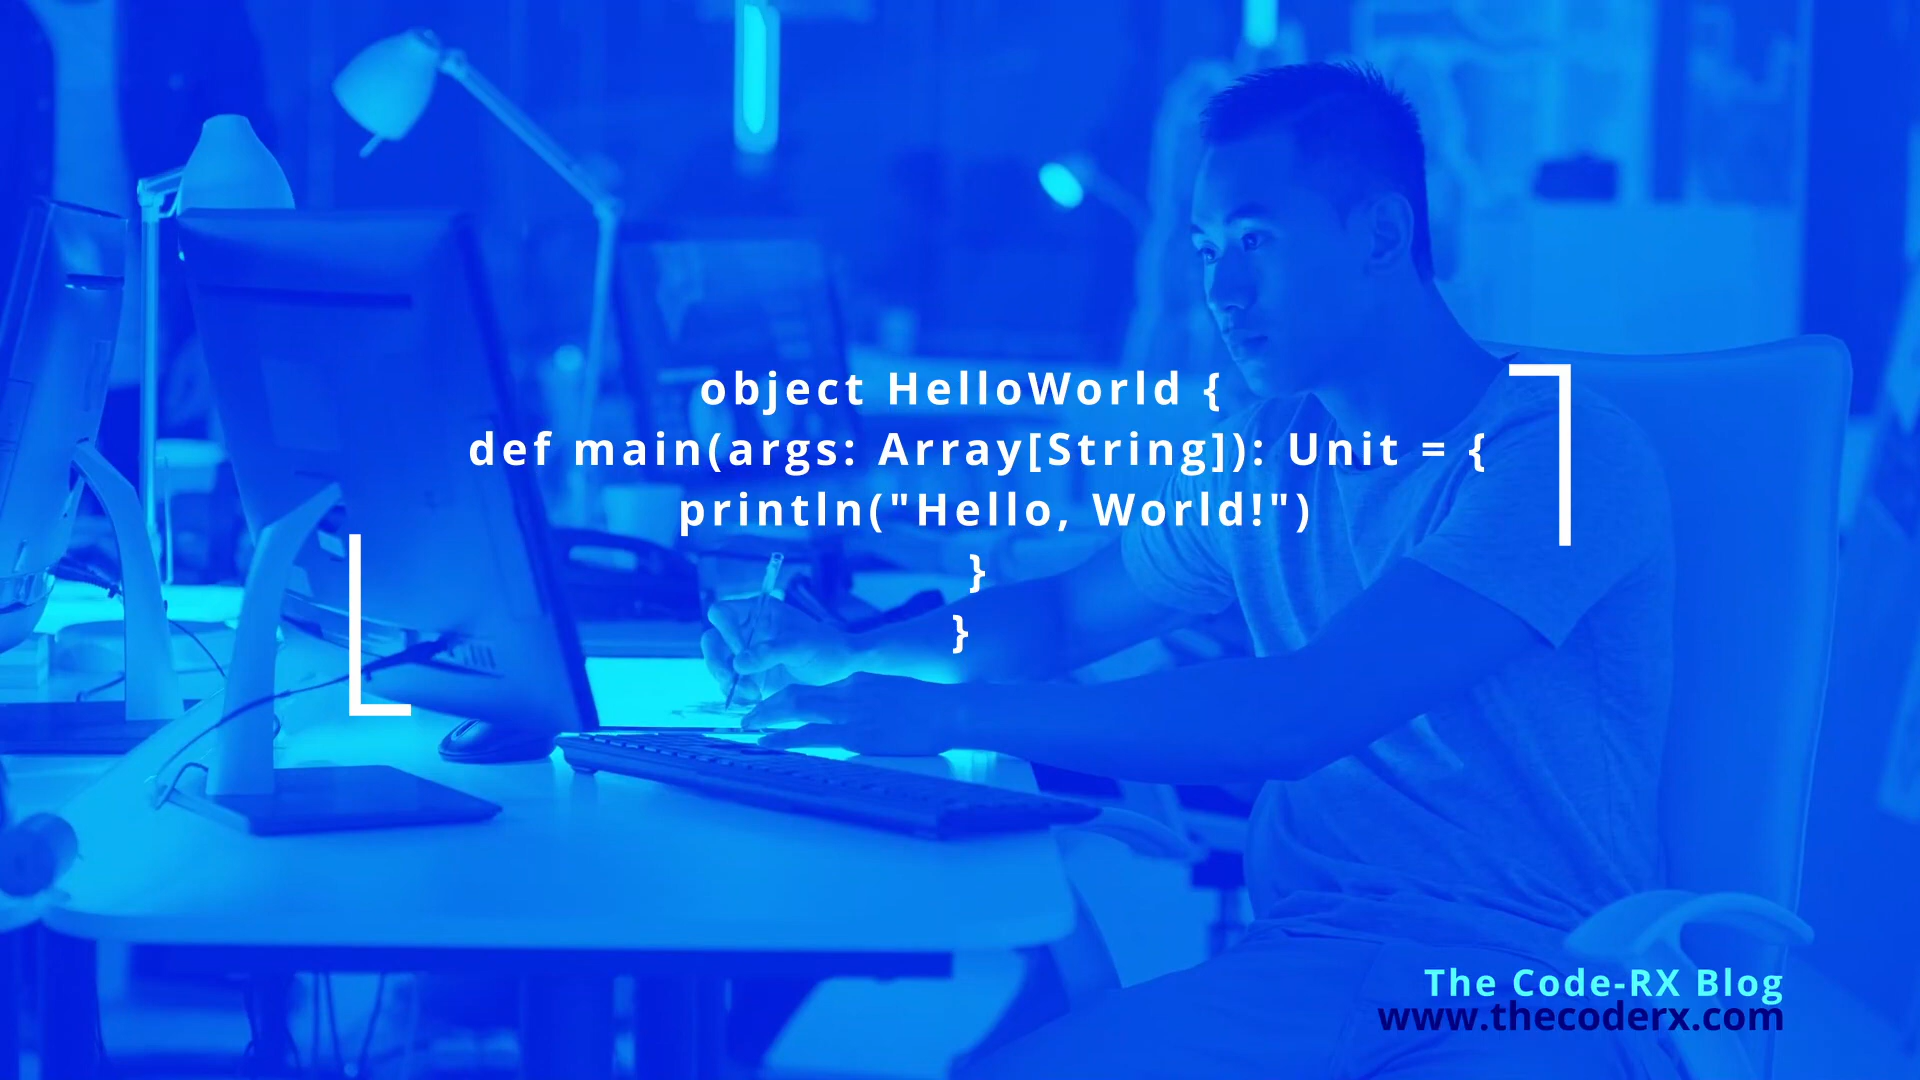 object HelloWorld {
def main(args: Array[String]): Unit = {
println("Hello, World!")
}
}
The Code-RX Blog
www.thecoderx.com